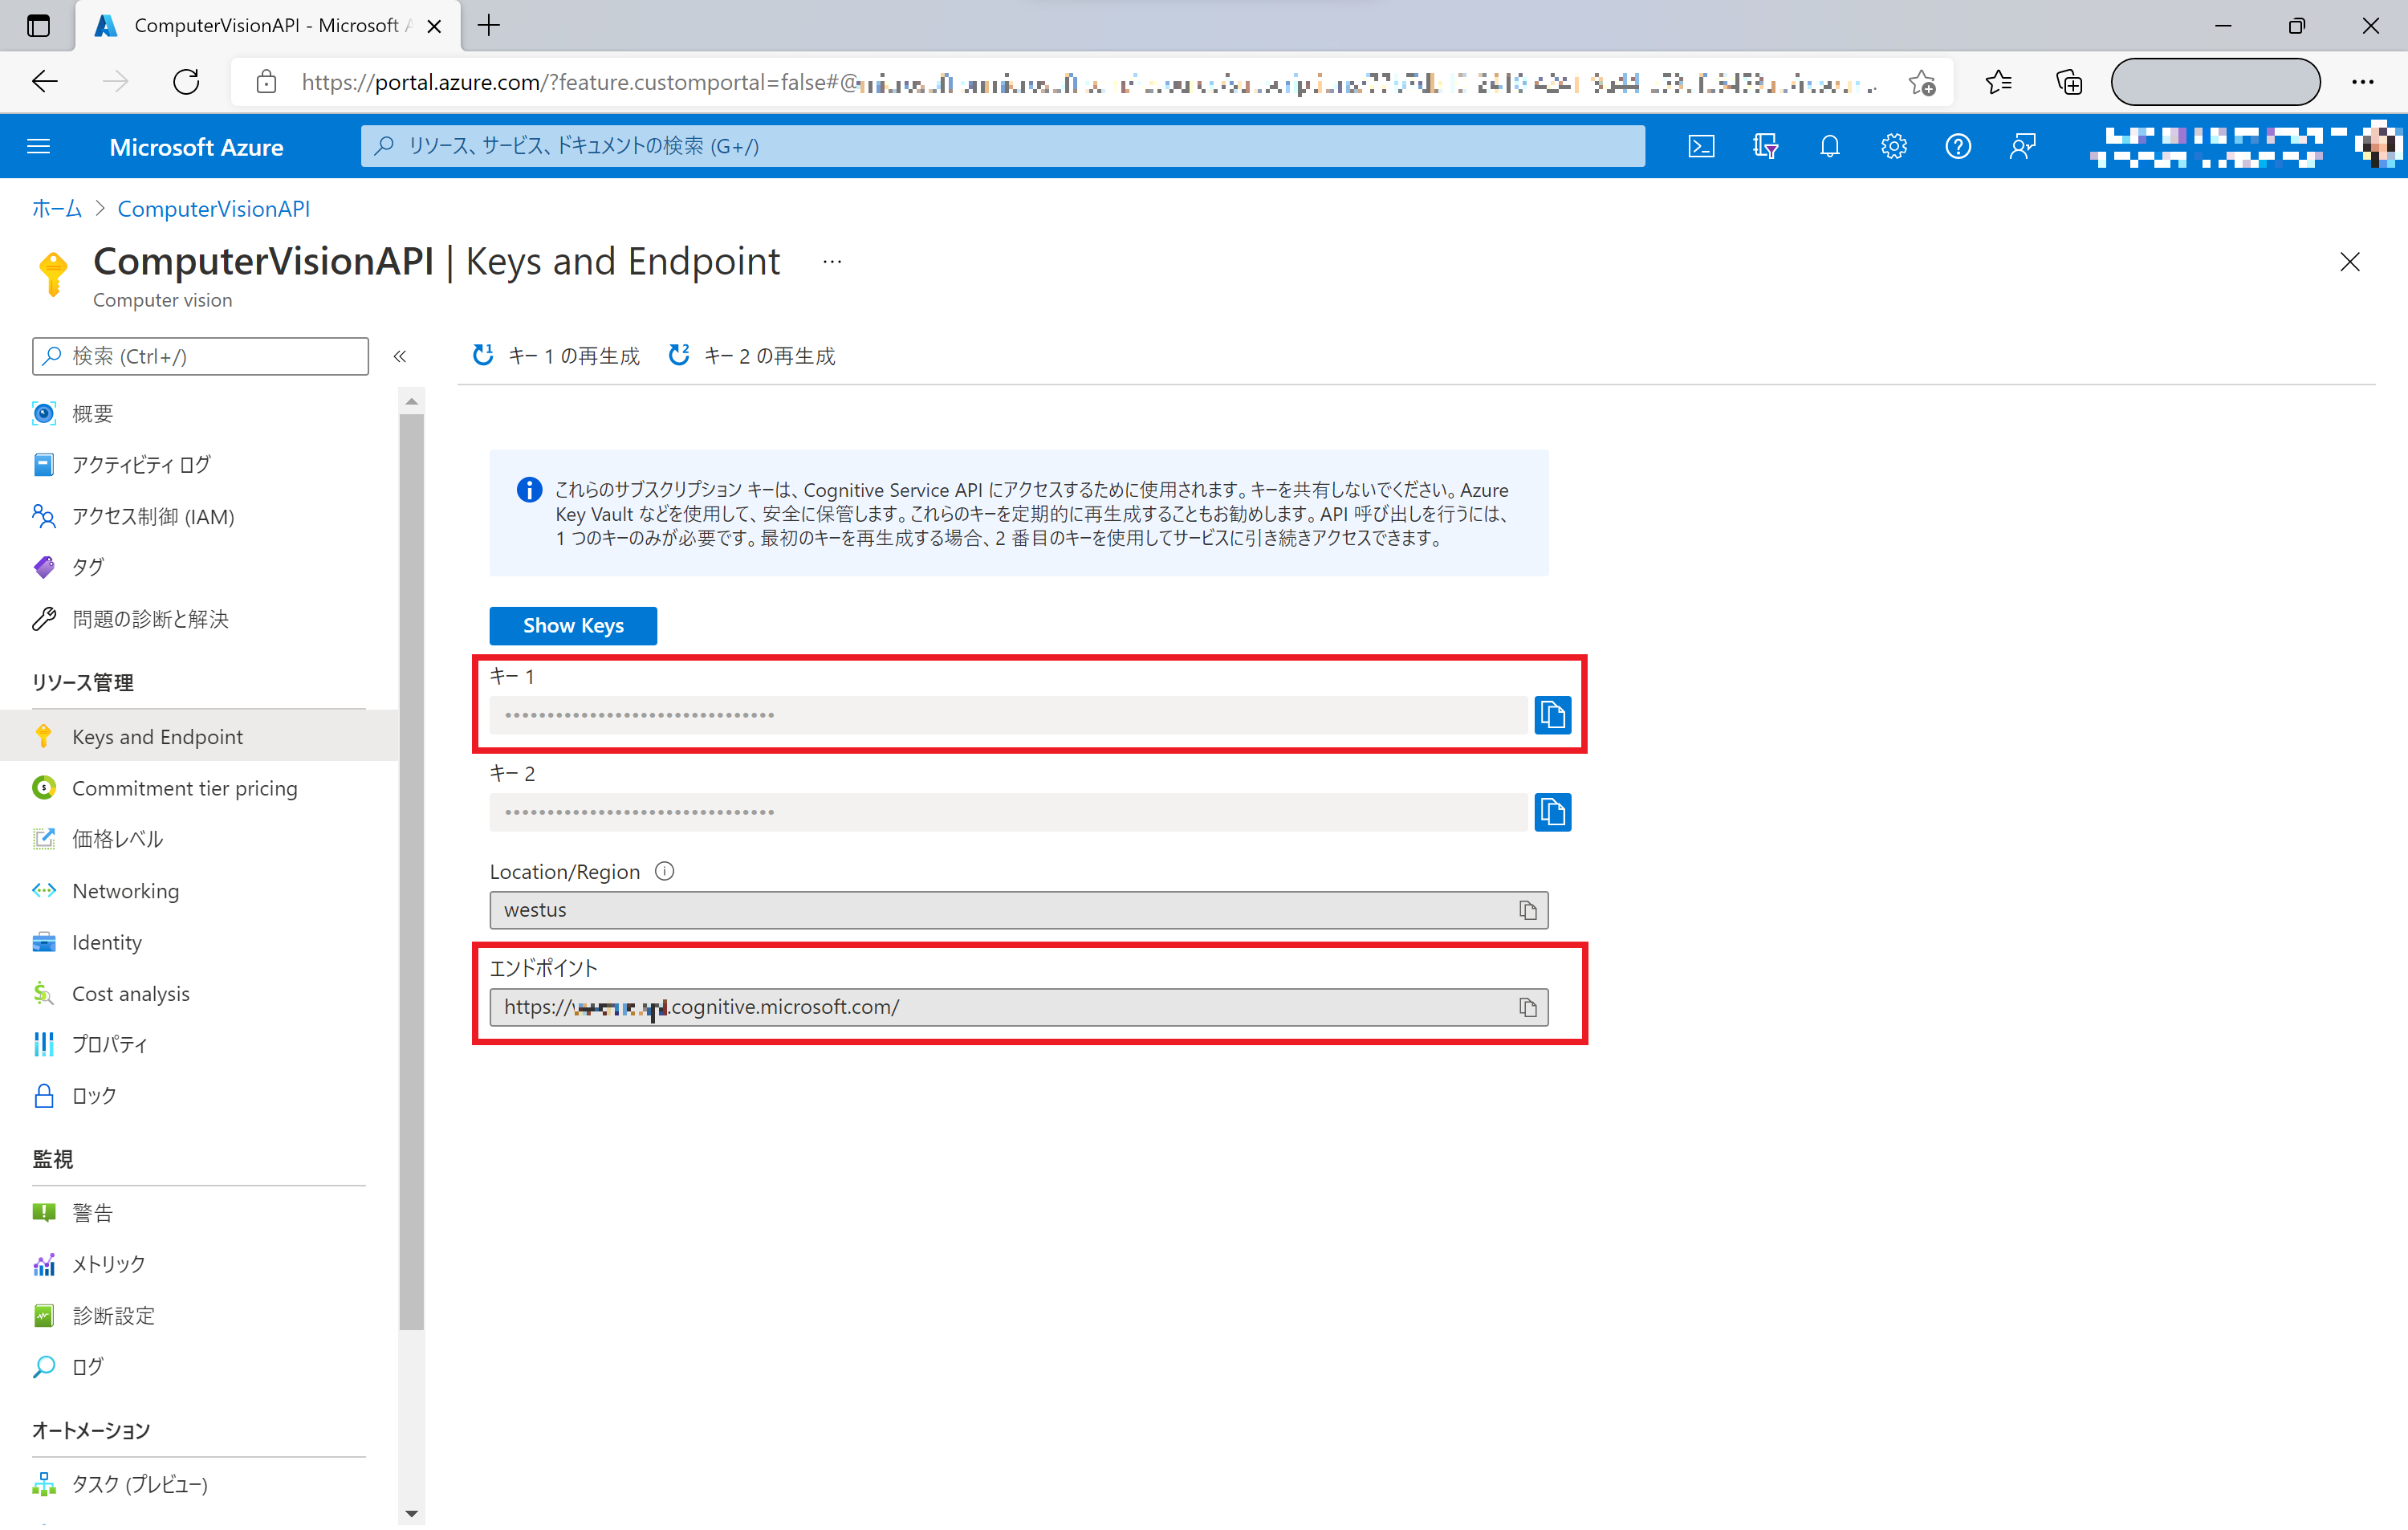 ComputerVisionAPI - Microsoft A
https://portal.azure.com/?feature.customportal=false#@
Microsoft Azure
リソース、サービス、ドキュメントの検索 (G+/)
ホーム > ComputerVisionAPI
ComputerVisionAPI | Keys and Endpoint ...
Computer vision
検索 (Ctrl+/)
«
キー 1 の再生成
キー 2 の再生成
概要
アクティビティ ログ
アクセス制御 (IAM)
タグ
問題の診断と解決
リソース管理
Keys and Endpoint
Commitment tier pricing
価格レベル
Networking
Identity
Cost analysis
プロパティ
ロック
監視
警告
メトリック
診断設定
ログ
オートメーション
タスク (プレビュー)
これらのサブスクリプション キーは、Cognitive Service API にアクセスするために使用されます。キーを共有しないでください。Azure
Key Vault などを使用して、安全に保管します。これらのキーを定期的に再生成することもお勧めします。API 呼び出しを行うには、
1 つのキーのみが必要です。最初のキーを再生成する場合、2 番目のキーを使用してサービスに引き続きアクセスできます。
Show Keys
キー 1
••••••••••••••••••••••••••••••••
キー 2
••••••••••••••••••••••••••••••••
Location/Region
westus
エンドポイント
https:// .cognitive.microsoft.com/